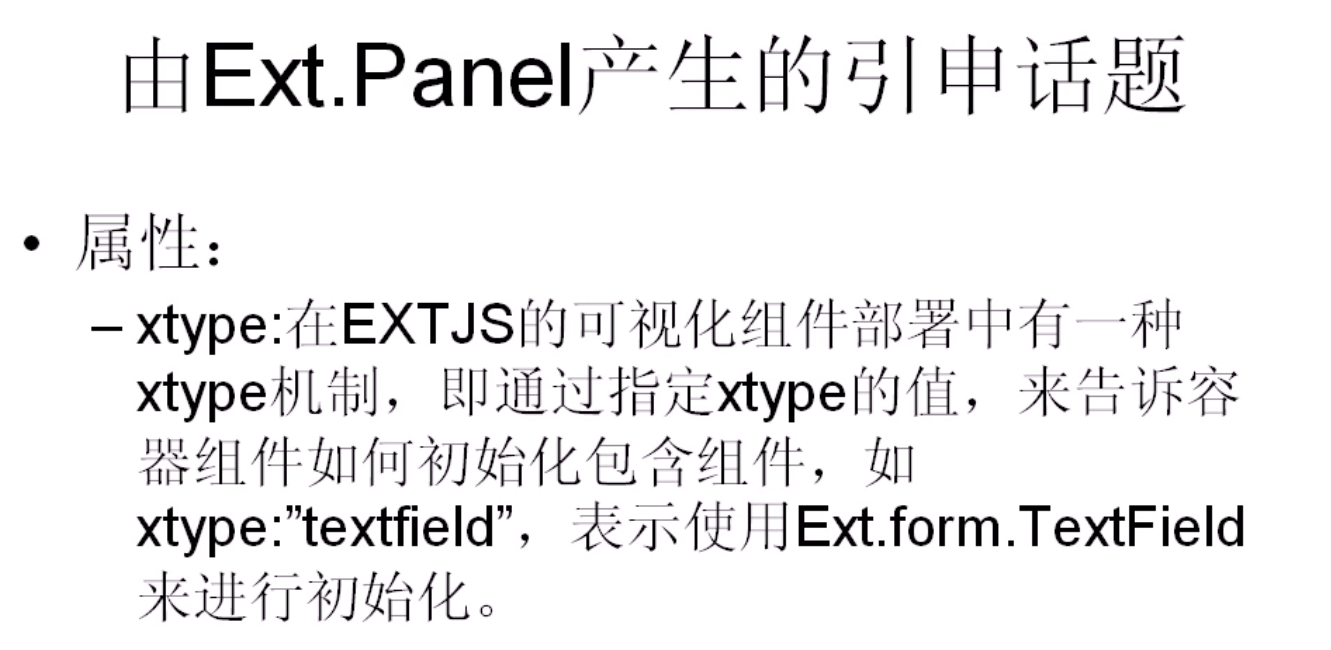 由Ext.Panel产生的引申话题
• 属性：
– xtype:在EXTJS的可视化组件部署中有一种
xtype机制，即通过指定xtype的值，来告诉容
器组件如何初始化包含组件，如
xtype:”textfield”，表示使用Ext.form.TextField
来进行初始化。